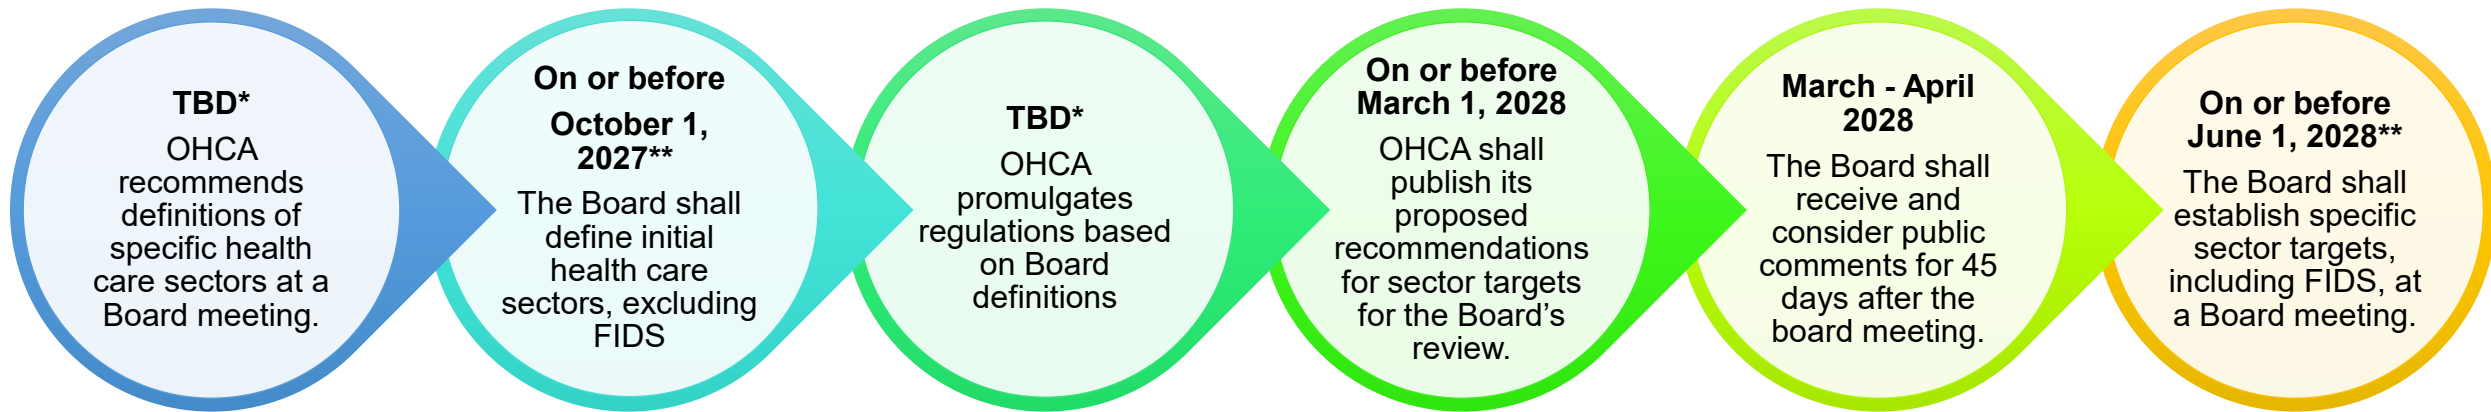 TBD*
OHCA
recommends
definitions of
specific health
care sectors at a
Board meeting.
On or before
October 1,
2027**
The Board shall
define initial
health care
sectors, excluding
FIDS
TBD*
OHCA
promulgates
regulations based
on Board
definitions
On or before
March 1, 2028
OHCA shall
publish its
proposed
recommendations
for sector targets
for the Board’s
review.
March - April
2028
The Board shall
receive and
consider public
comments for 45
days after the
board meeting.
On or before
June 1, 2028**
The Board shall
establish specific
sector targets,
including FIDS, at
a Board meeting.